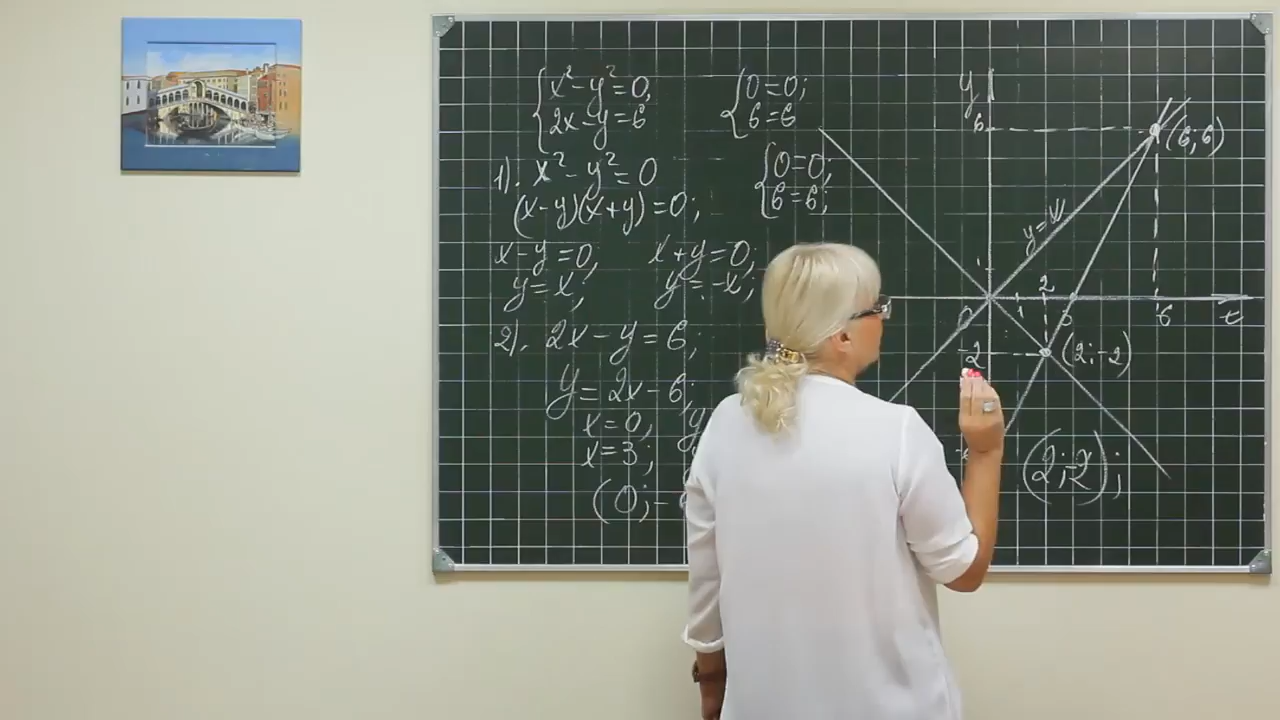 {x²-y²=0,
2x-y=6
1). x²-y²=0
(x-y)(x+y)=0;
x-y=0, x+y=0;
y=x; y=-x;
2). 2x-y=6;
y=2x-6;
x=0, y
x=3;
(0;-
{0=0;
6=6
{0=0;
6=6;
y
6
(6;6)
1
2
0
1
3
6
-2
(2;-2)
(2;-2);